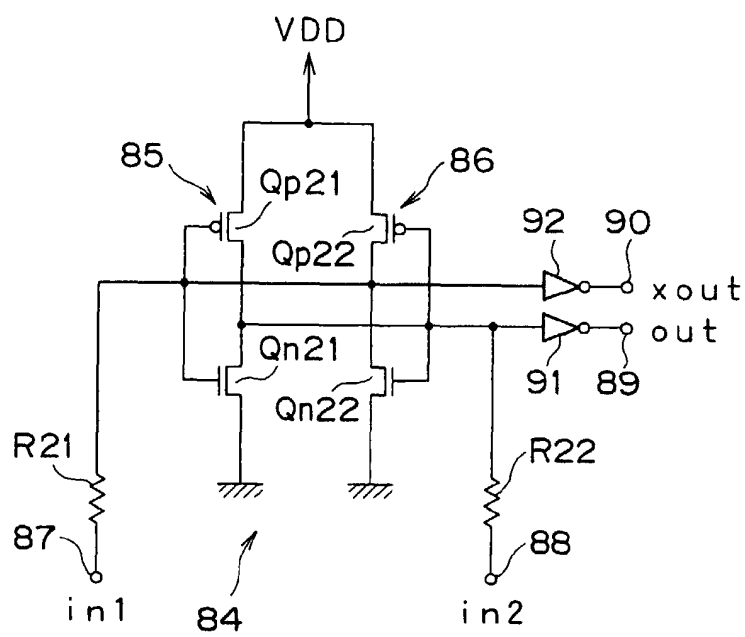 VDD
85
86
Qp21
Qp22
92
90
xout
out
Qn21
Qn22
91
89
R21
R22
87
88
in1
84
in2